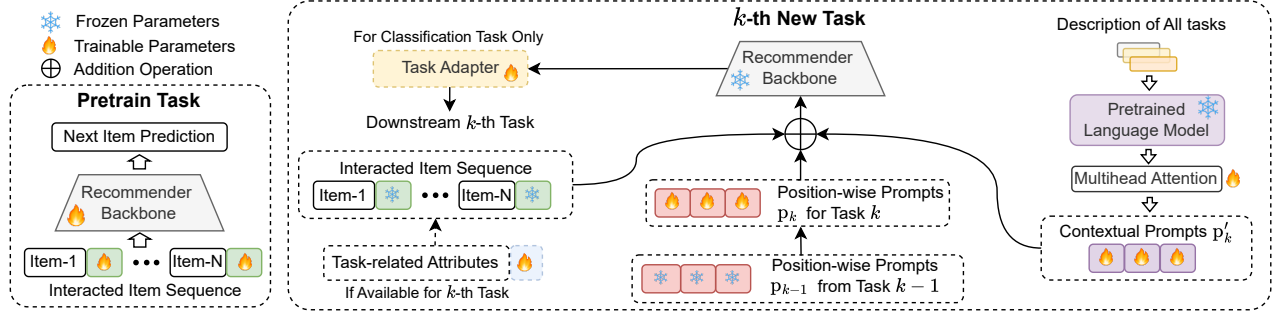 Frozen Parameters
Trainable Parameters
Addition Operation
Pretrain Task
Next Item Prediction
Recommender
Backbone
Item-1
Item-N
Interacted Item Sequence
k-th New Task
For Classification Task Only
Task Adapter
Downstream k-th Task
Recommender
Backbone
Interacted Item Sequence
Item-1
Item-N
Task-related Attributes
If Available for k-th Task
Position-wise Prompts
p_k for Task k
Position-wise Prompts
p_{k−1} from Task k − 1
Description of All tasks
Pretrained
Language Model
Multihead Attention
Contextual Prompts p′_k